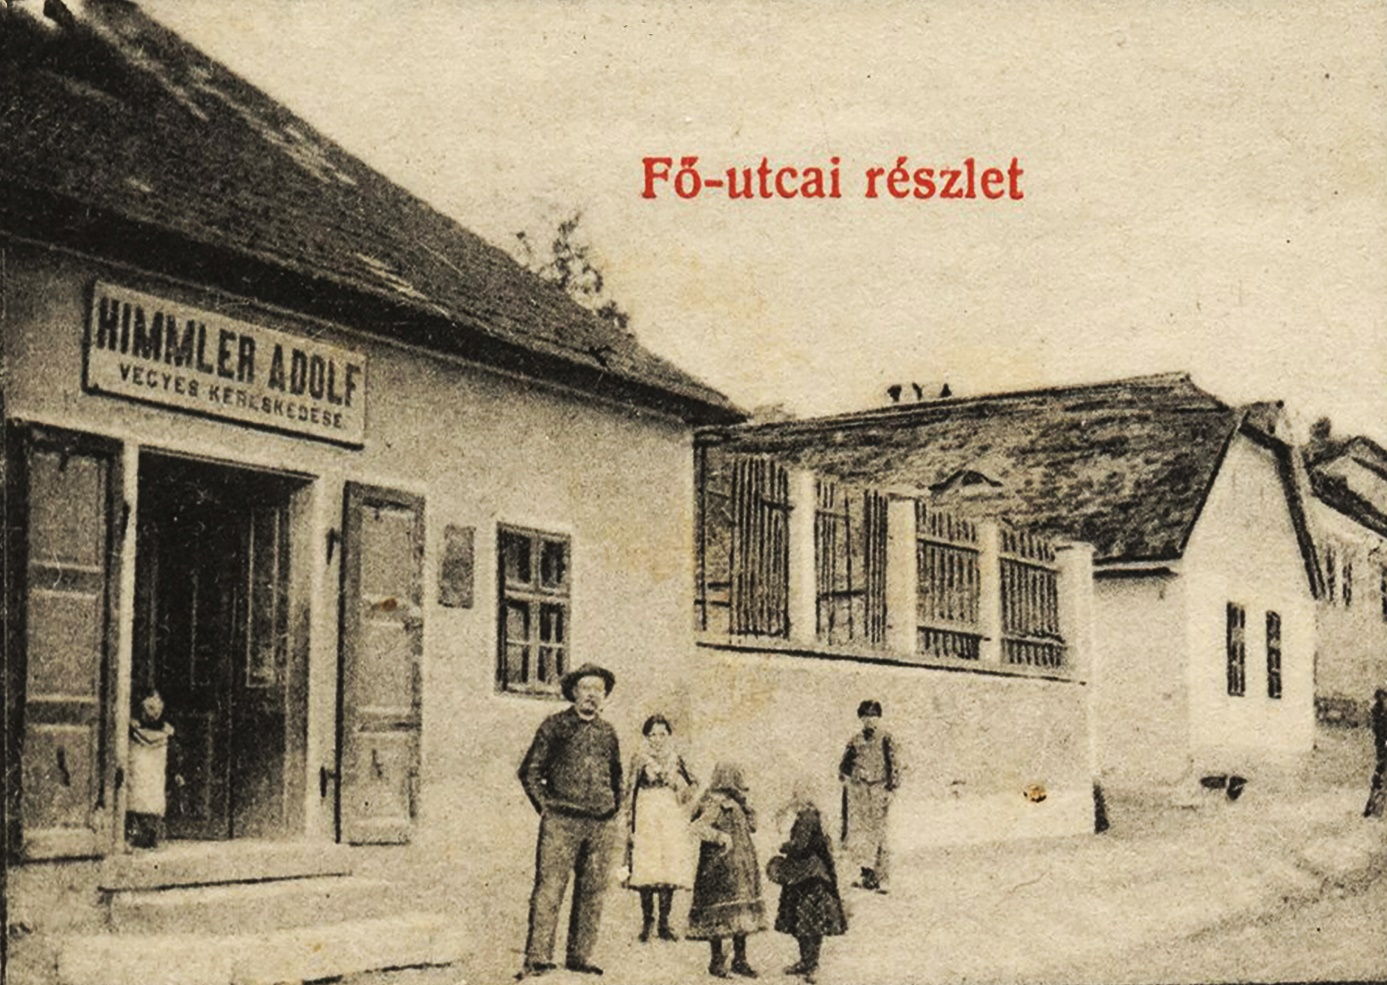 Fő-utcai részlet
HIMMLER ADOLF
VEGYES KERESKEDÉSE